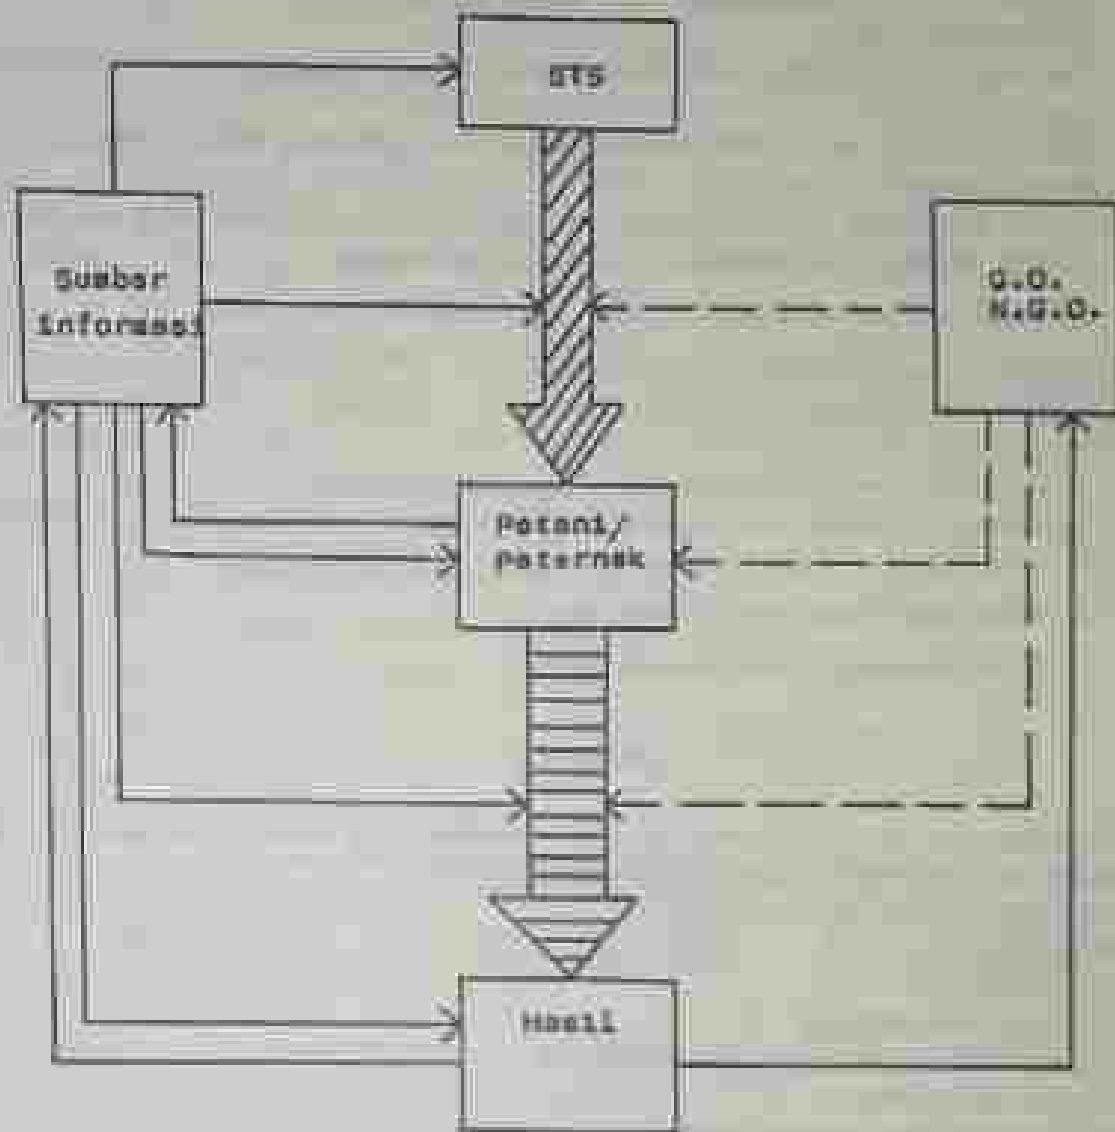 STS
Sumber
informasi
G.O.
N.G.O.
Petani/
peternak
Hasil